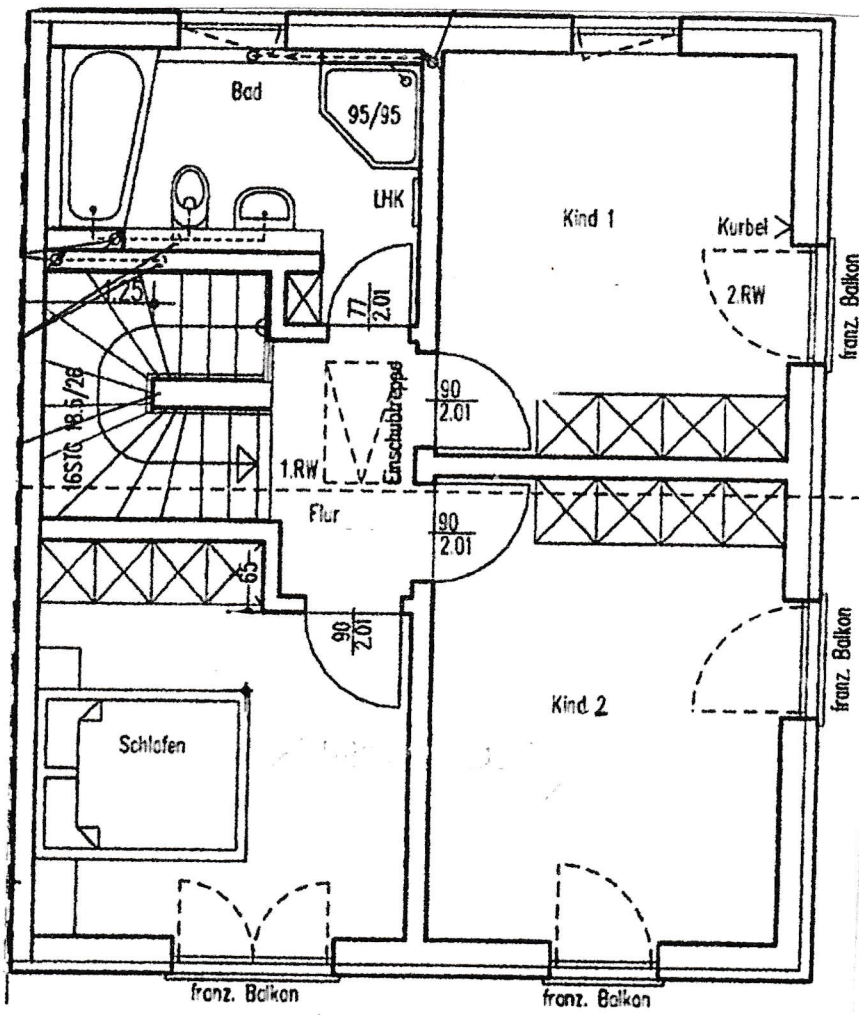 Bad
95/95
LHK
Kind 1
Kurbel
2.RW
franz. Balkon
1.25
77
2.01
Einschubtreppe
90
2.01
16STG 18.5/26
1.RW
Flur
90
2.01
65
90
2.01
Schlafen
Kind 2
franz. Balkon
franz. Balkon
franz. Balkon